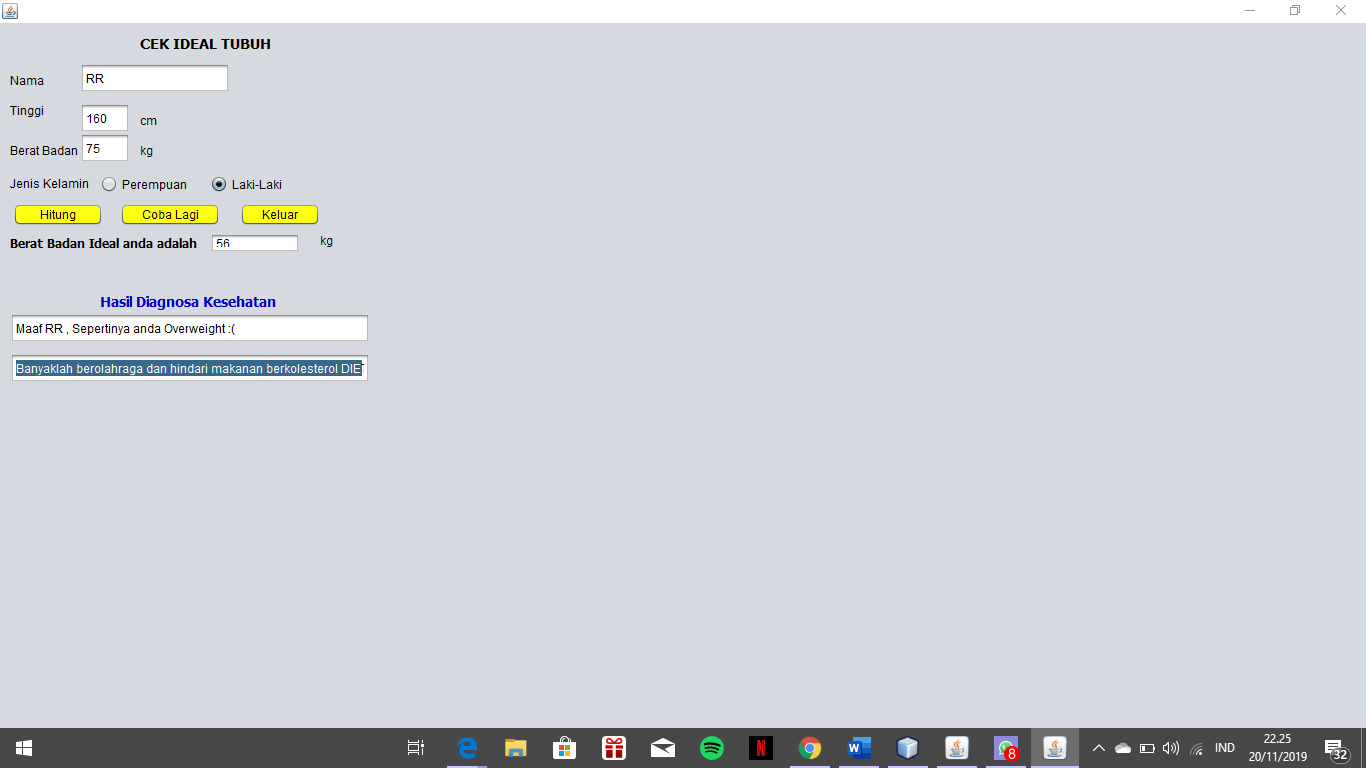 CEK IDEAL TUBUH
Nama RR
Tinggi 160 cm
Berat Badan 75 kg
Jenis Kelamin Perempuan Laki-Laki
Hitung Coba Lagi Keluar
Berat Badan Ideal anda adalah 56 kg
Hasil Diagnosa Kesehatan
Maaf RR , Sepertinya anda Overweight :(
Banyaklah berolahraga dan hindari makanan berkolesterol DIE
N W 8 IND 22.25 32
20/11/2019